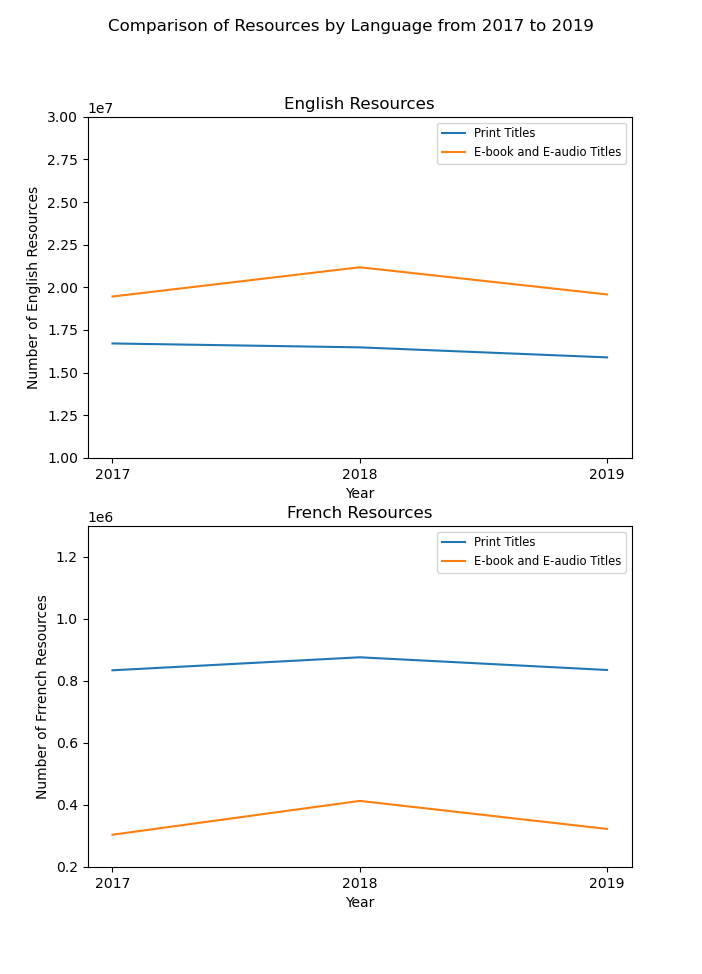 Comparison of Resources by Language from 2017 to 2019
English Resources
1e7
3.00
2.75
2.50
2.25
2.00
1.75
1.50
1.25
1.00
Number of English Resources
Print Titles
E-book and E-audio Titles
2017 2018 2019
Year
French Resources
1e6
1.2
1.0
0.8
0.6
0.4
0.2
Number of Frrench Resources
Print Titles
E-book and E-audio Titles
2017 2018 2019
Year